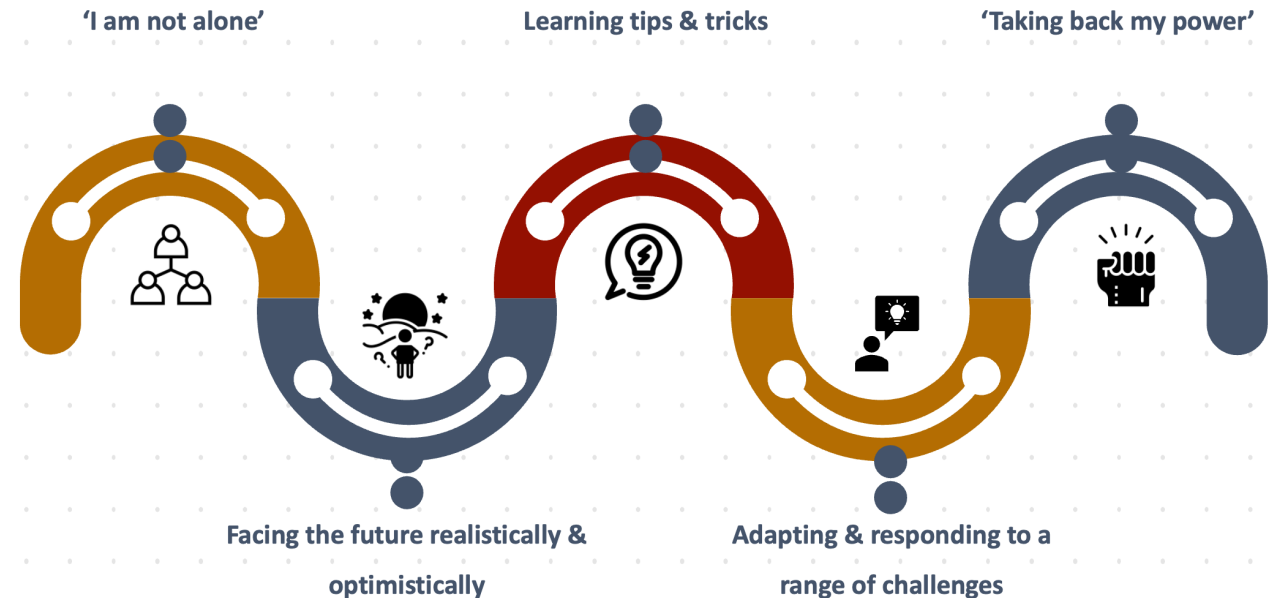 ‘I am not alone’
Learning tips & tricks
‘Taking back my power’
Facing the future realistically &
optimistically
Adapting & responding to a
range of challenges